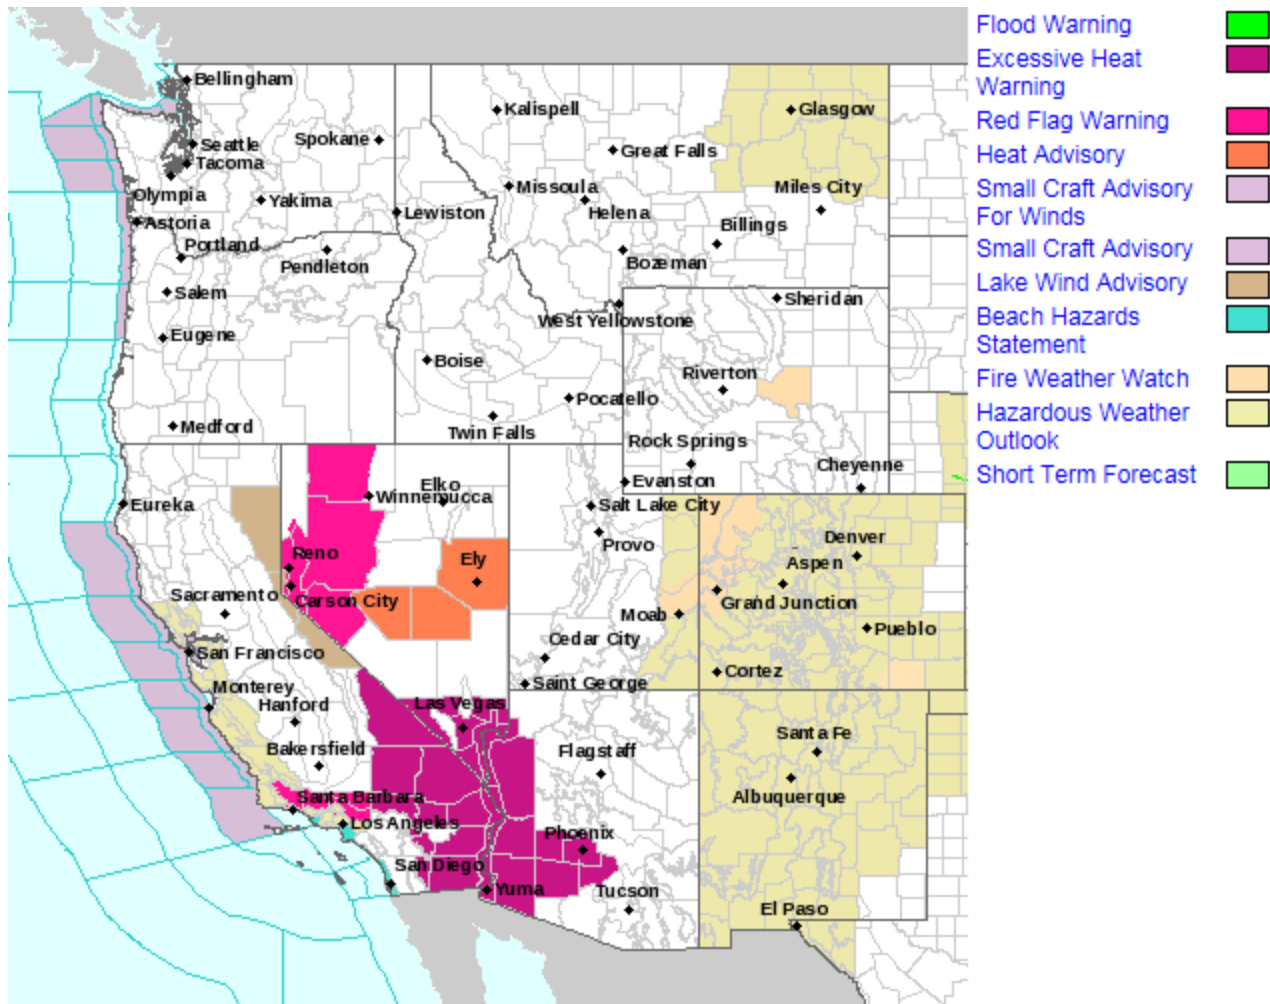 Bellingham
Seattle
Tacoma
Olympia
Astoria
Spokane
Yakima
Lewiston
Portland
Pendleton
Salem
Eugene
Medford
Kalispell
Great Falls
Glasgow
Missoula
Helena
Miles City
Billings
Bozeman
West Yellowstone
Sheridan
Boise
Pocatello
Twin Falls
Riverton
Rock Springs
Evanston
Cheyenne
Eureka
Elko
Winnemucca
Reno
Ely
Sacramento
Carson City
San Francisco
Monterey
Hanford
Bakersfield
Santa Barbara
Los Angeles
San Diego
Las Vegas
Salt Lake City
Provo
Moab
Cedar City
Saint George
Denver
Aspen
Grand Junction
Pueblo
Cortez
Flagstaff
Phoenix
Yuma
Tucson
Santa Fe
Albuquerque
El Paso
Flood Warning
Excessive Heat
Warning
Red Flag Warning
Heat Advisory
Small Craft Advisory
For Winds
Small Craft Advisory
Lake Wind Advisory
Beach Hazards
Statement
Fire Weather Watch
Hazardous Weather
Outlook
Short Term Forecast